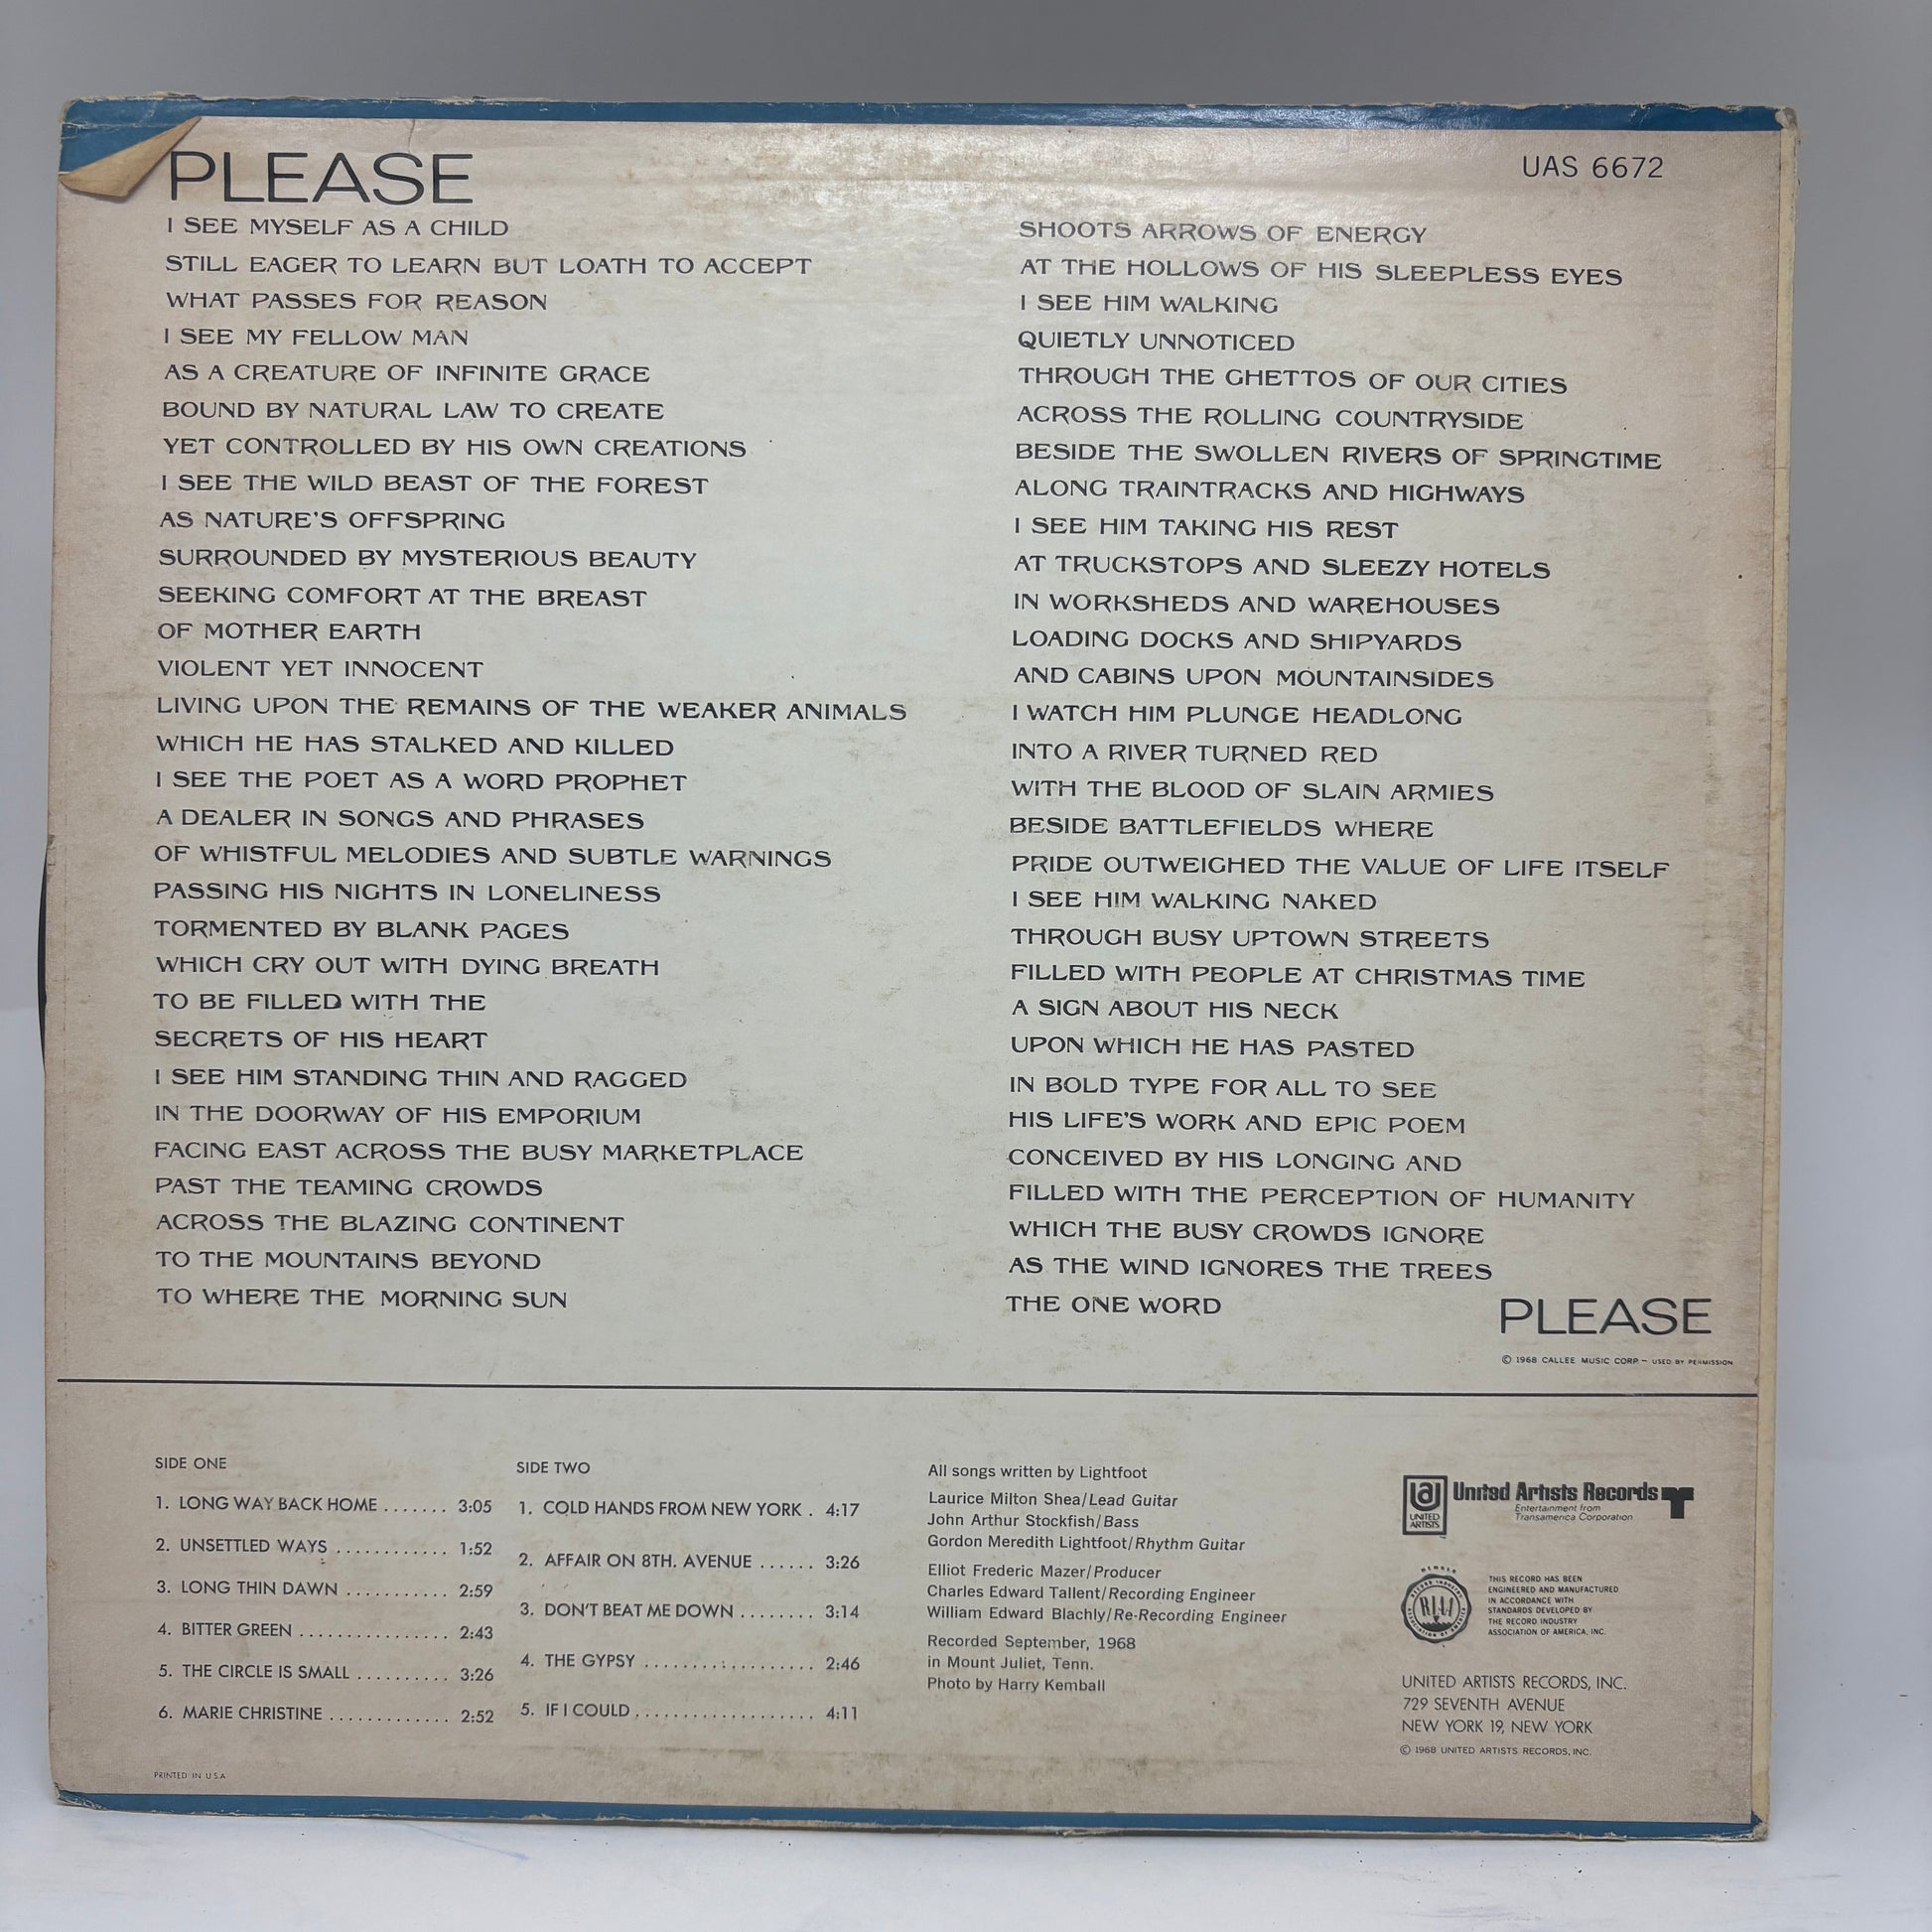 PLEASE
UAS 6672
I SEE MYSELF AS A CHILD
STILL EAGER TO LEARN BUT LOATH TO ACCEPT
WHAT PASSES FOR REASON
I SEE MY FELLOW MAN
AS A CREATURE OF INFINITE GRACE
BOUND BY NATURAL LAW TO CREATE
YET CONTROLLED BY HIS OWN CREATIONS
I SEE THE WILD BEAST OF THE FOREST
AS NATURE'S OFFSPRING
SURROUNDED BY MYSTERIOUS BEAUTY
SEEKING COMFORT AT THE BREAST
OF MOTHER EARTH
VIOLENT YET INNOCENT
LIVING UPON THE REMAINS OF THE WEAKER ANIMALS
WHICH HE HAS STALKED AND KILLED
I SEE THE POET AS A WORD PROPHET
A DEALER IN SONGS AND PHRASES
OF WHISTFUL MELODIES AND SUBTLE WARNINGS
PASSING HIS NIGHTS IN LONELINESS
TORMENTED BY BLANK PAGES
WHICH CRY OUT WITH DYING BREATH
TO BE FILLED WITH THE
SECRETS OF HIS HEART
I SEE HIM STANDING THIN AND RAGGED
IN THE DOORWAY OF HIS EMPORIUM
FACING EAST ACROSS THE BUSY MARKETPLACE
PAST THE TEAMING CROWDS
ACROSS THE BLAZING CONTINENT
TO THE MOUNTAINS BEYOND
TO WHERE THE MORNING SUN
SHOOTS ARROWS OF ENERGY
AT THE HOLLOWS OF HIS SLEEPLESS EYES
I SEE HIM WALKING
QUIETLY UNNOTICED
THROUGH THE GHETTOS OF OUR CITIES
ACROSS THE ROLLING COUNTRYSIDE
BESIDE THE SWOLLEN RIVERS OF SPRINGTIME
ALONG TRAINTRACKS AND HIGHWAYS
I SEE HIM TAKING HIS REST
AT TRUCKSTOPS AND SLEEZY HOTELS
IN WORKSHEDS AND WAREHOUSES
LOADING DOCKS AND SHIPYARDS
AND CABINS UPON MOUNTAINSIDES
I WATCH HIM PLUNGE HEADLONG
INTO A RIVER TURNED RED
WITH THE BLOOD OF SLAIN ARMIES
BESIDE BATTLEFIELDS WHERE
PRIDE OUTWEIGHED THE VALUE OF LIFE ITSELF
I SEE HIM WALKING NAKED
THROUGH BUSY UPTOWN STREETS
FILLED WITH PEOPLE AT CHRISTMAS TIME
A SIGN ABOUT HIS NECK
UPON WHICH HE HAS PASTED
IN BOLD TYPE FOR ALL TO SEE
HIS LIFE'S WORK AND EPIC POEM
CONCEIVED BY HIS LONGING AND
FILLED WITH THE PERCEPTION OF HUMANITY
WHICH THE BUSY CROWDS IGNORE
AS THE WIND IGNORES THE TREES
THE ONE WORD
PLEASE
© 1968 CALLEE MUSIC CORP – USED BY PERMISSION
SIDE ONE
1. LONG WAY BACK HOME ....... 3:05
2. UNSETTLED WAYS ............ 1:52
3. LONG THIN DAWN ........... 2:59
4. BITTER GREEN ................ 2:43
5. THE CIRCLE IS SMALL .......... 3:26
6. MARIE CHRISTINE ............. 2:52
SIDE TWO
1. COLD HANDS FROM NEW YORK . 4:17
2. AFFAIR ON 8TH. AVENUE ...... 3:26
3. DON'T BEAT ME DOWN ........ 3:14
4. THE GYPSY .................. 2:46
5. IF I COULD ................... 4:11
All songs written by Lightfoot
Laurice Milton Shea/Lead Guitar
John Arthur Stockfish/Bass
Gordon Meredith Lightfoot/Rhythm Guitar
Elliot Frederic Mazer/Producer
Charles Edward Tallent/Recording Engineer
William Edward Blachly/Re-Recording Engineer
Recorded September, 1968
in Mount Juliet, Tenn.
Photo by Harry Kemball
UA
UNITED
ARTISTS
United Artists Records
Entertainment from
Transamerica Corporation
MEMBER
RECORD INDUSTRY
ASSOCIATION OF AMERICA
RIAA
THIS RECORD HAS BEEN
ENGINEERED AND MANUFACTURED
IN ACCORDANCE WITH
STANDARDS DEVELOPED BY
THE RECORD INDUSTRY
ASSOCIATION OF AMERICA, INC.
UNITED ARTISTS RECORDS, INC.
729 SEVENTH AVENUE
NEW YORK 19, NEW YORK
© 1968 UNITED ARTISTS RECORDS, INC.
PRINTED IN U.S.A